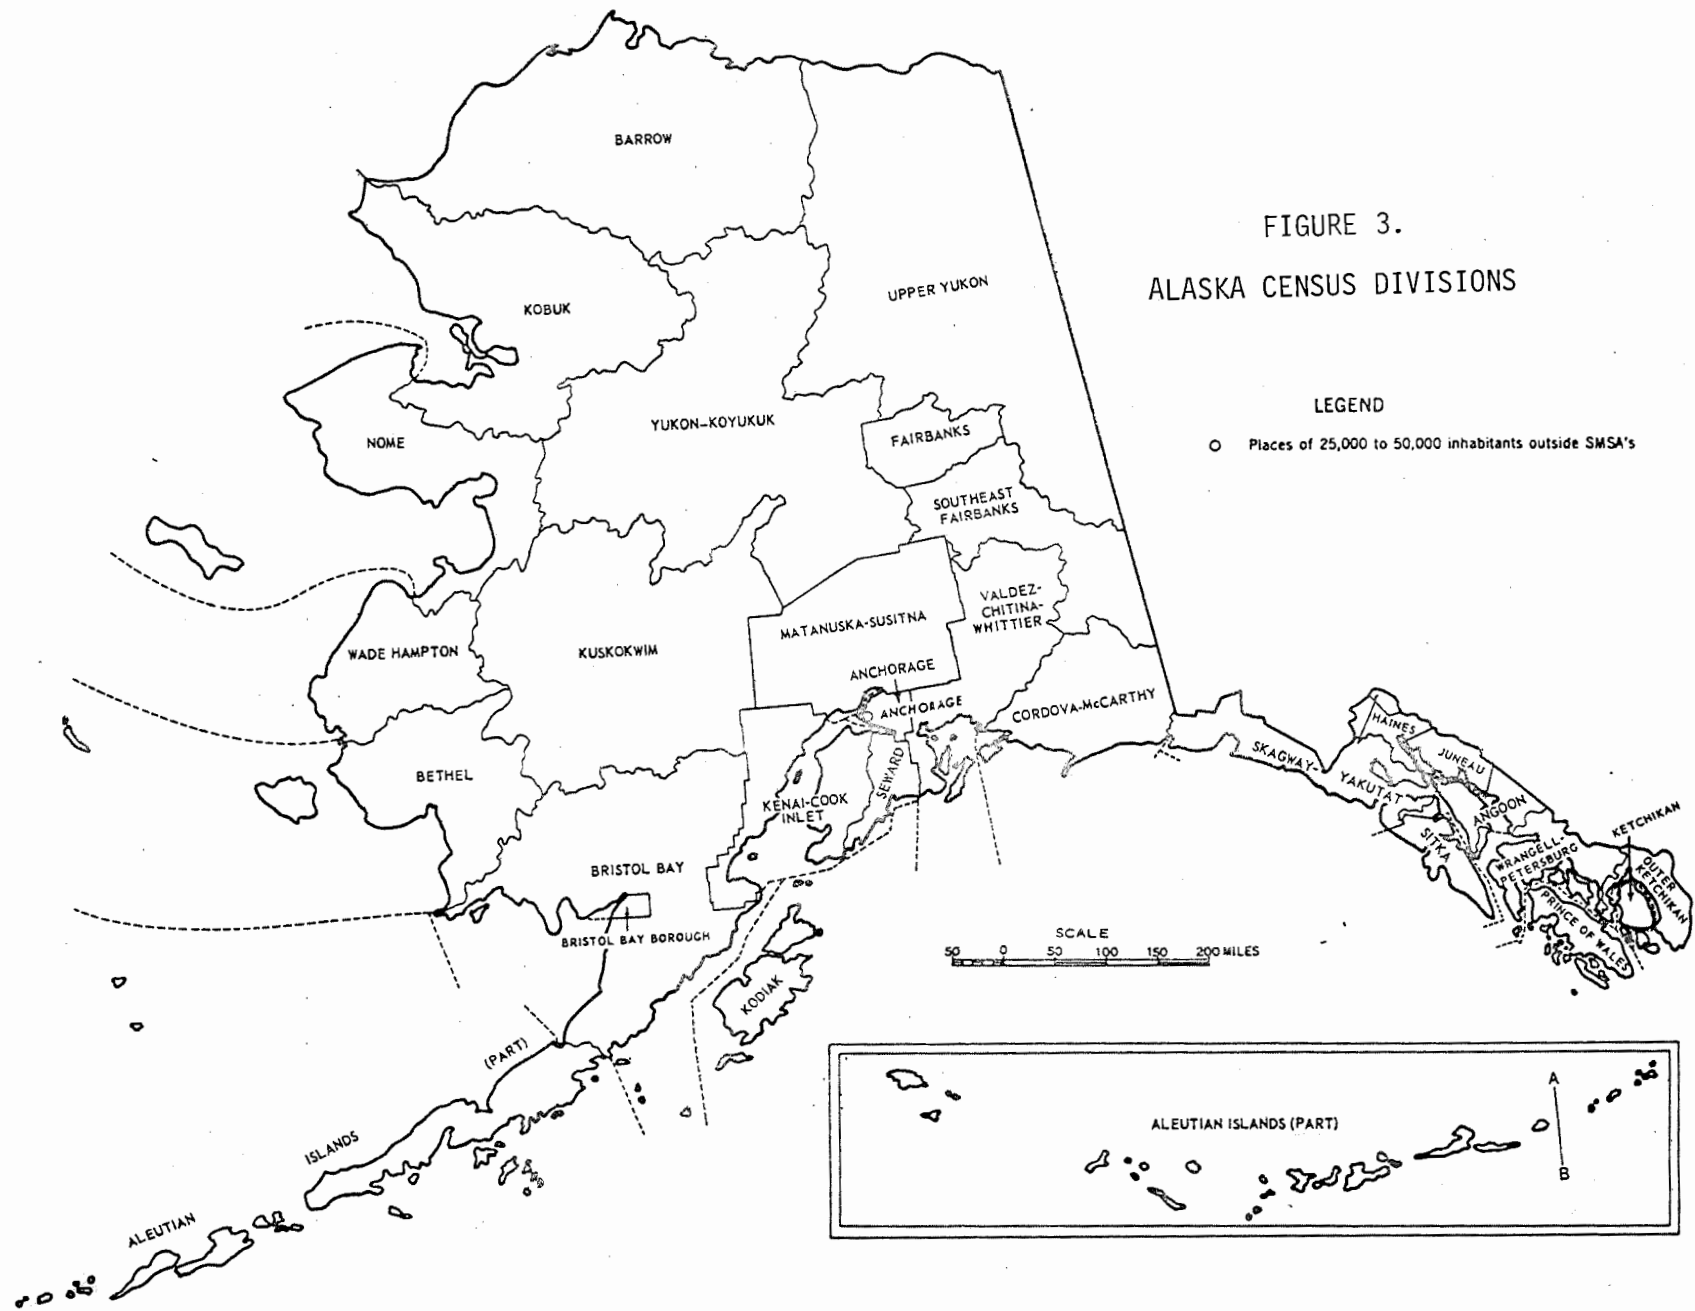 BARROW
FIGURE 3.
ALASKA CENSUS DIVISIONS
UPPER YUKON
KOBUK
LEGEND
Places of 25,000 to 50,000 inhabitants outside SMSA's
YUKON-KOYUKUK
FAIRBANKS
NOME
SOUTHEAST
FAIRBANKS
VALDEZ-
CHITINA-
WHITTIER
MATANUSKA-SUSITNA
WADE HAMPTON
KUSKOKWIM
ANCHORAGE
ANCHORAGE
CORDOVA-McCARTHY
HAINES
SKAGWAY-
YAKUTAT
JUNEAU
BETHEL
SEWARD
KENAI-COOK
INLET
ANGOON
SITKA
KETCHIKAN
WRANGELL-
PETERSBURG
OUTER
KETCHIKAN
PRINCE OF WALES
BRISTOL BAY
BRISTOL BAY BOROUGH
SCALE
50 0 50 100 150 200 MILES
KODIAK
(PART)
ISLANDS
ALEUTIAN
ALEUTIAN ISLANDS (PART)
A
B